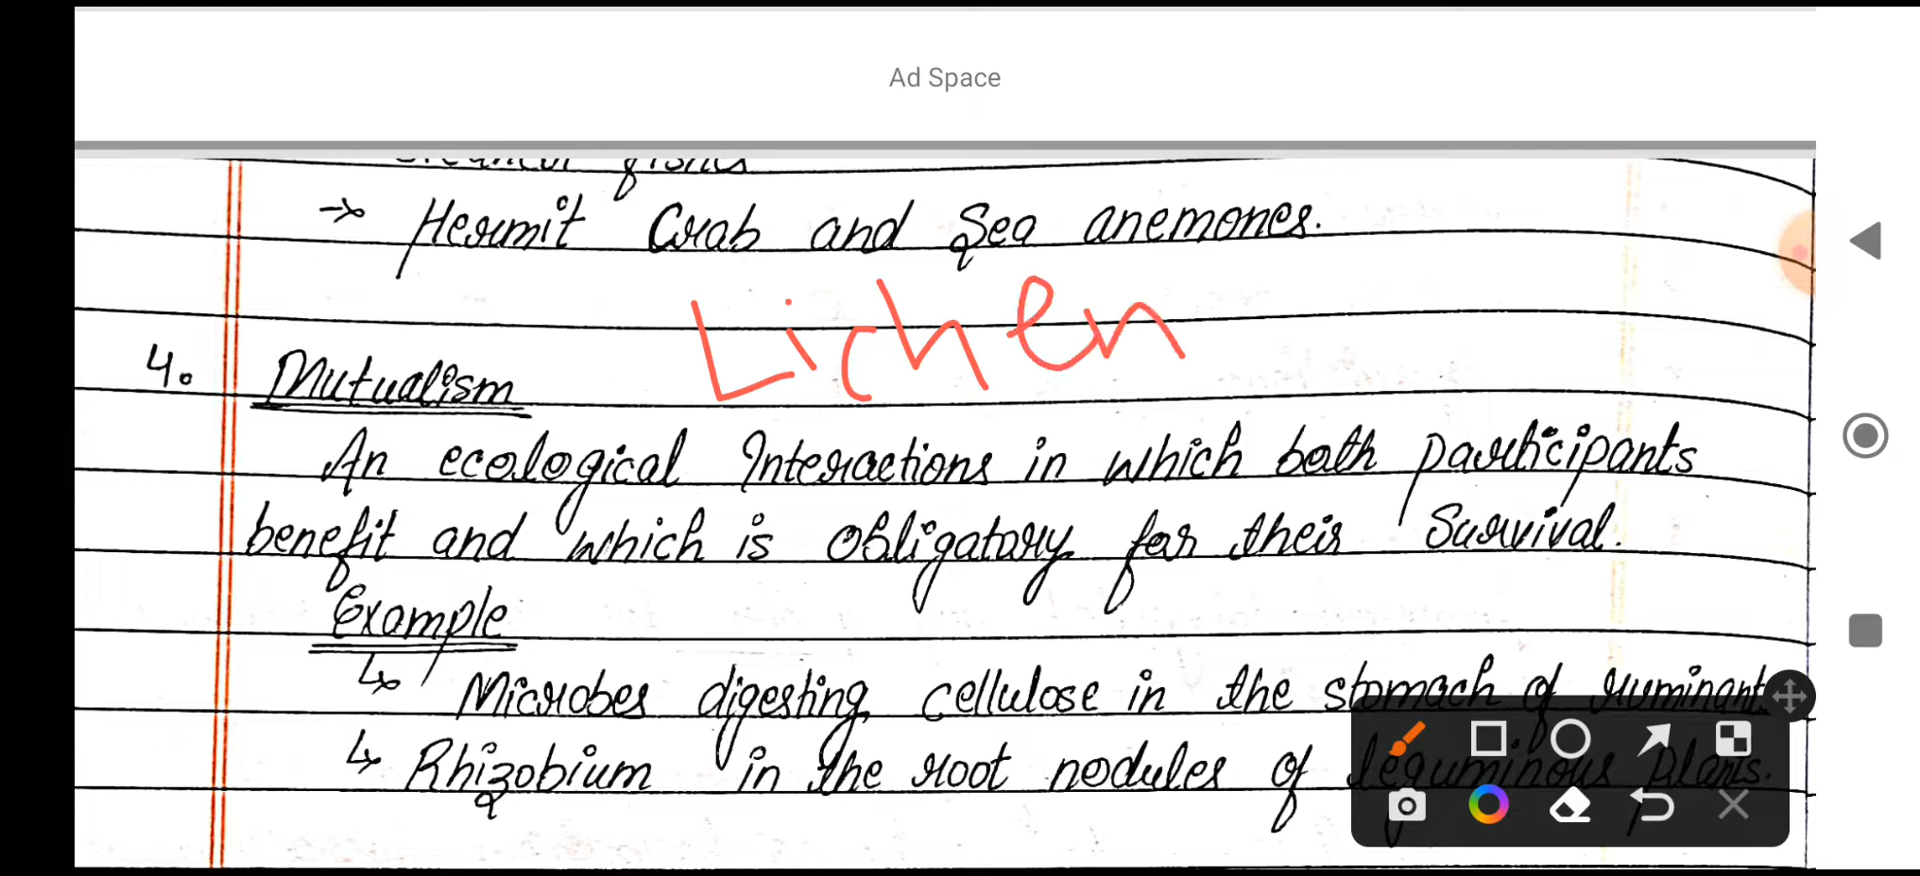 Ad Space
→ Hermit Crab and Sea anemones.
Lichen
4. Mutualism
An ecological Interactions in which both participants
benefit and which is obligatory for their Survival.
Example
↳ Microbes digesting cellulose in the stomach of ruminant
↳ Rhizobium in the root nodules of leguminous plants.